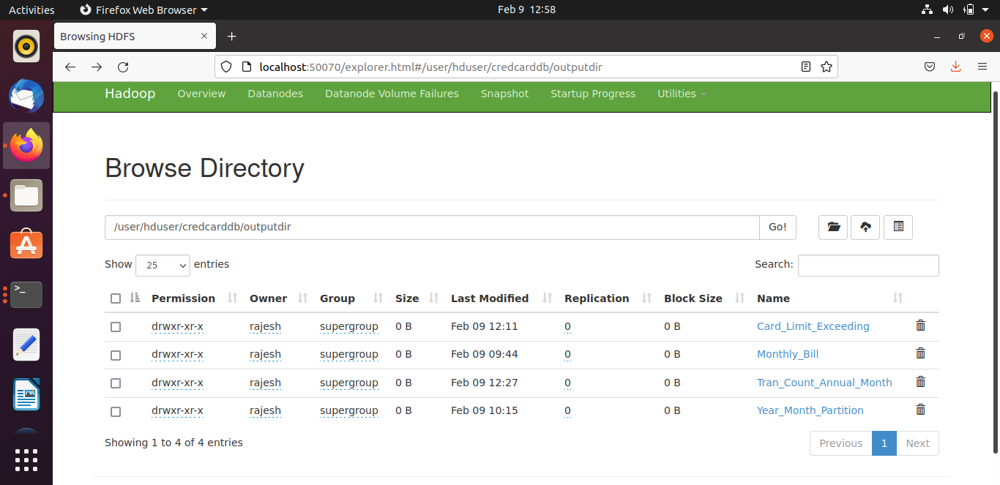 Activities Firefox Web Browser Feb 9 12:58
Browsing HDFS
localhost:50070/explorer.html#/user/hduser/credcarddb/outputdir
Hadoop Overview Datanodes Datanode Volume Failures Snapshot Startup Progress Utilities
Browse Directory
/user/hduser/credcarddb/outputdir Go!
Show 25 entries Search:
Permission Owner Group Size Last Modified Replication Block Size Name
drwxr-xr-x rajesh supergroup 0 B Feb 09 12:11 0 0 B Card_Limit_Exceeding
drwxr-xr-x rajesh supergroup 0 B Feb 09 09:44 0 0 B Monthly_Bill
drwxr-xr-x rajesh supergroup 0 B Feb 09 12:27 0 0 B Tran_Count_Annual_Month
drwxr-xr-x rajesh supergroup 0 B Feb 09 10:15 0 0 B Year_Month_Partition
Showing 1 to 4 of 4 entries Previous 1 Next